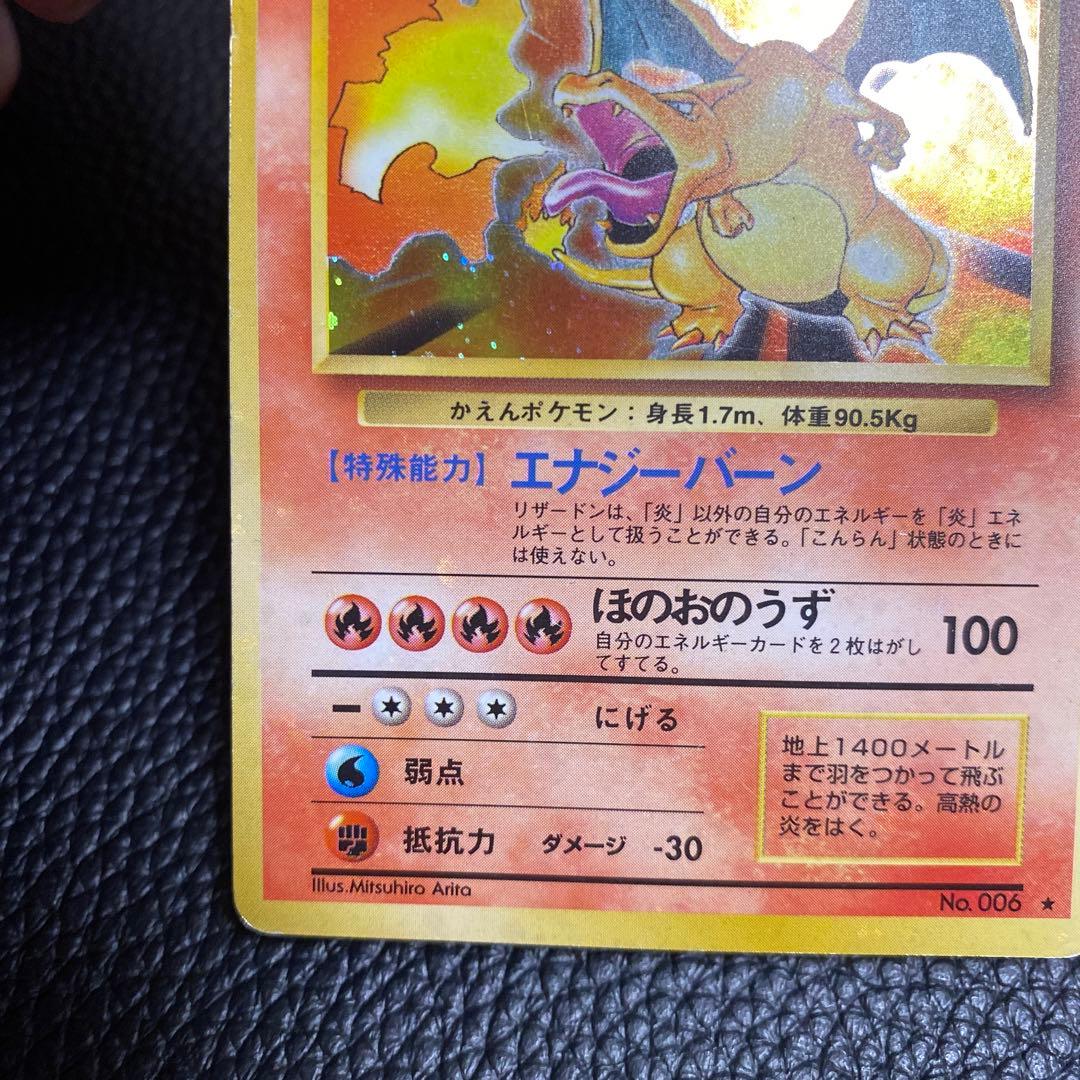 かえんポケモン：身長1.7m、体重90.5Kg
【特殊能力】エナジーバーン
リザードンは、「炎」以外の自分のエネルギーを「炎」エネ
ルギーとして扱うことができる。「こんらん」状態のときに
は使えない。
ほのおのうず 100
自分のエネルギーカードを2枚はがし
てすてる。
ー にげる
弱点
抵抗力 ダメージ -30
地上1400メートル
まで羽をつかって飛ぶ
ことができる。高熱の
炎をはく。
Illus.Mitsuhiro Arita
No. 006 ★